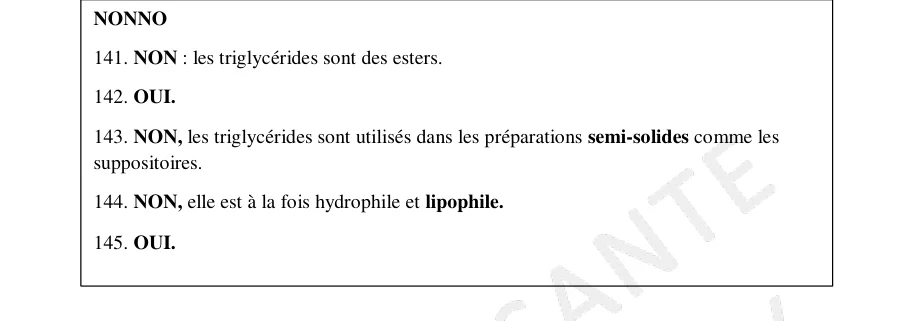 NONNO
141. NON : les triglycérides sont des esters.
142. OUI.
143. NON, les triglycérides sont utilisés dans les préparations semi-solides comme les
suppositoires.
144. NON, elle est à la fois hydrophile et lipophile.
145. OUI.
SANTE